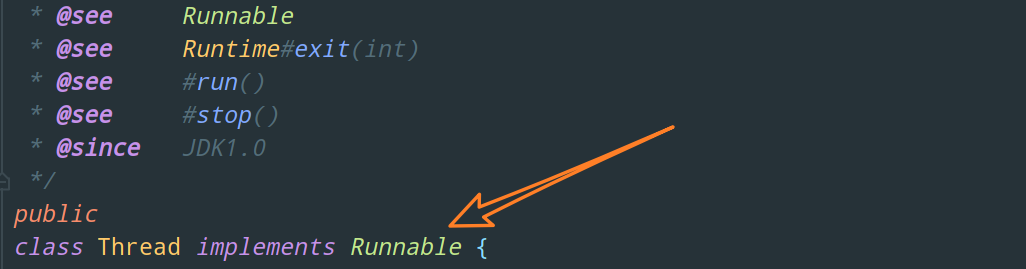 * @see Runnable
* @see Runtime#exit(int)
* @see #run()
* @see #stop()
* @since JDK1.0
*/
public
class Thread implements Runnable {